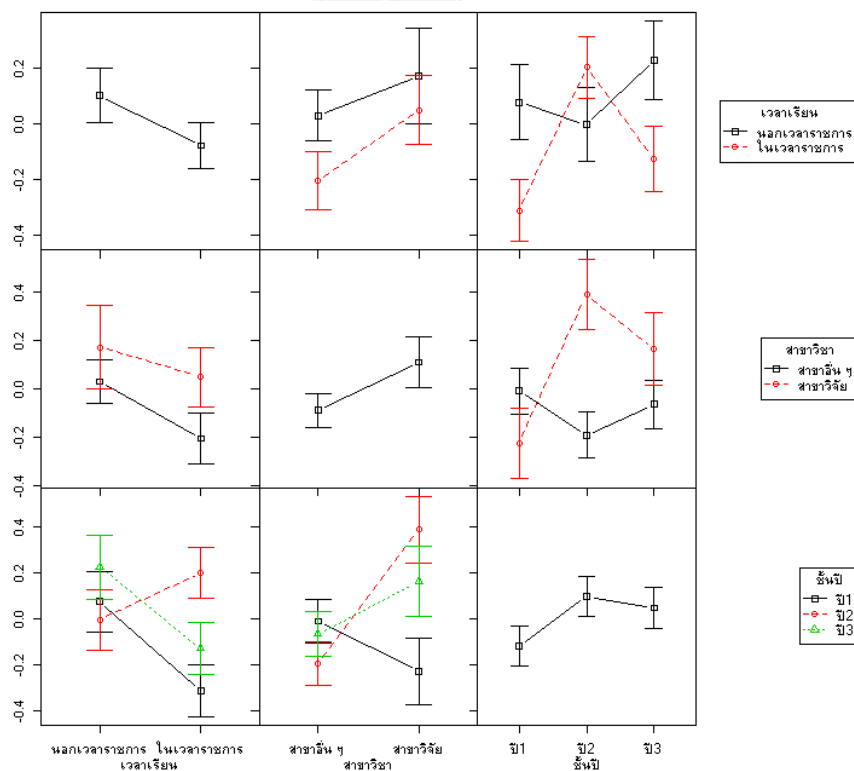 0.2
0.0
-0.2
-0.4
เวลาเรียน
นอกเวลาราชการ
ในเวลาราชการ
0.4
0.2
0.0
-0.2
-0.4
สาขาวิชา
สาขาอื่น ๆ
สาขาวิจัย
0.4
0.2
0.0
-0.2
-0.4
ชั้นปี
ปี1
ปี2
ปี3
นอกเวลาราชการ ในเวลาราชการ สาขาอื่น ๆ สาขาวิจัย ปี1 ปี2 ปี3
เวลาเรียน สาขาวิชา ชั้นปี